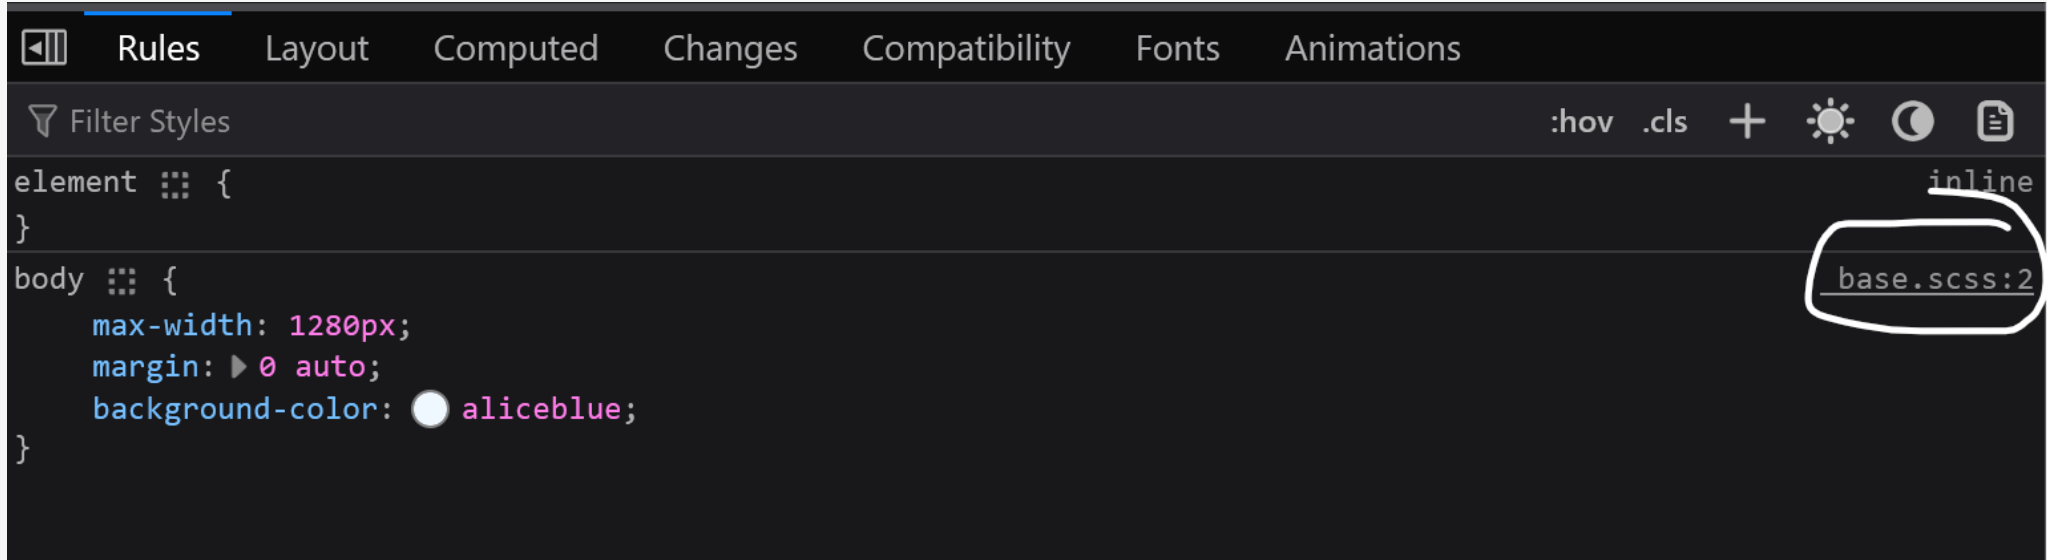 Rules Layout Computed Changes Compatibility Fonts Animations
Filter Styles :hov .cls
element { inline
}
body { base.scss:2
max-width: 1280px;
margin: 0 auto;
background-color: aliceblue;
}